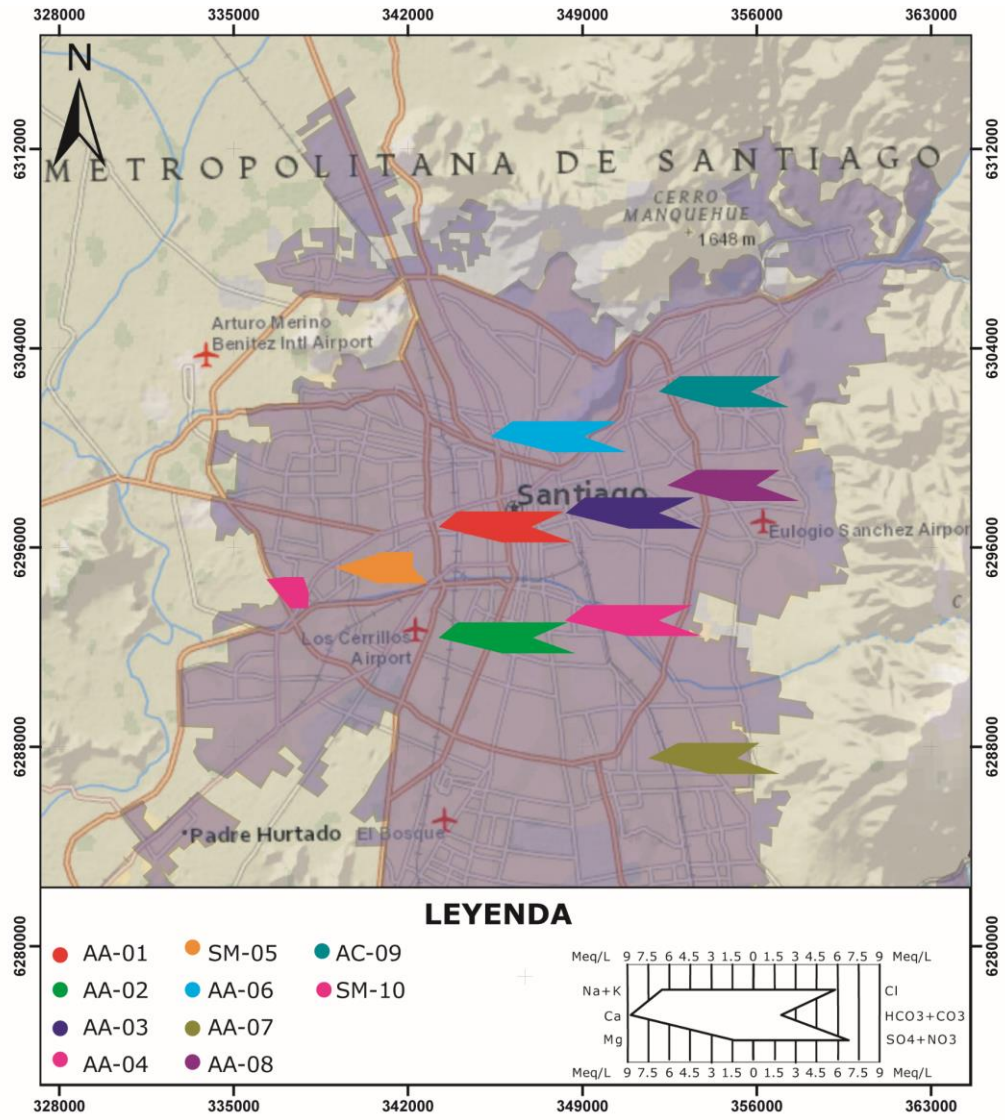 328000 335000 342000 349000 356000 363000
N
METROPOLITANA DE SANTIAGO
6312000 6312000
CERRO
MANQUEHUE
1648 m
Arturo Merino
Benitez Intl Airport
6304000 6304000
Santiago
Eulogio Sanchez Airpor
6296000 6296000
Los Cerrillos
Airport
C
6288000 6288000
Padre Hurtado El Bosque
LEYENDA
6280000 6280000
AA-01 SM-05 AC-09
AA-02 AA-06 SM-10
AA-03 AA-07
AA-04 AA-08
Meq/L 9 7.5 6 4.5 3 1.5 0 1.5 3 4.5 6 7.5 9 Meq/L
Na+K Cl
Ca HCO3+CO3
Mg SO4+NO3
Meq/L 9 7.5 6 4.5 3 1.5 0 1.5 3 4.5 6 7.5 9 Meq/L
328000 335000 342000 349000 356000 363000